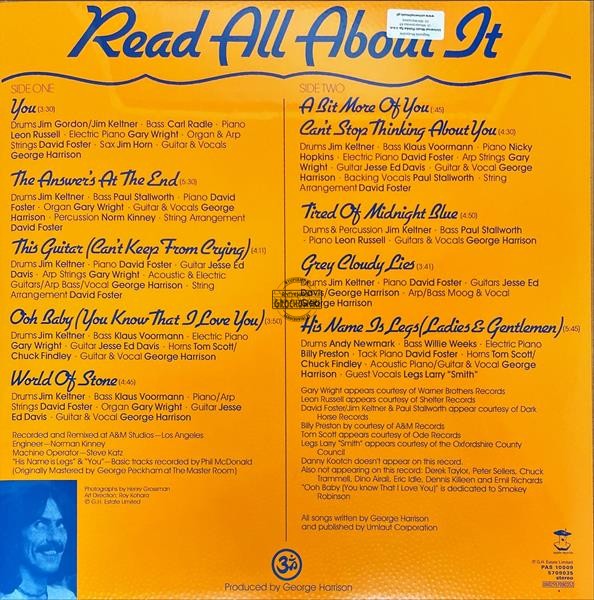 Read All About It
SIDE ONE
You (3:30)
Drums Jim Gordon/Jim Keltner · Bass Carl Radle · Piano
Leon Russell · Electric Piano Gary Wright · Organ & Arp
Strings David Foster · Sax Jim Horn · Guitar & Vocals
George Harrison
The Answer's At The End (5:30)
Drums Jim Keltner · Bass Paul Stallworth · Piano David
Foster · Organ Gary Wright · Guitar & Vocals George
Harrison · Percussion Norm Kinney · String Arrangement
David Foster
This Guitar (Can't Keep From Crying) (4:11)
Drums Jim Keltner · Piano David Foster · Guitar Jesse Ed
Davis · Arp Strings Gary Wright · Acoustic & Electric
Guitars/Arp Bass/Vocal George Harrison · String
Arrangement David Foster
Ooh Baby (You Know That I Love You) (3:50)
Drums Jim Keltner · Bass Klaus Voormann · Electric Piano
Gary Wright · Guitar Jesse Ed Davis · Horns Tom Scott/
Chuck Findley · Guitar & Vocal George Harrison
World Of Stone (4:46)
Drums Jim Keltner · Bass Klaus Voormann · Piano/Arp
Strings David Foster · Organ Gary Wright · Guitar Jesse
Ed Davis · Guitar & Vocal George Harrison
Recorded and Remixed at A&M Studios—Los Angeles
Engineer—Norman Kinney
Machine Operator—Steve Katz
"His Name is Legs" & "You"—Basic tracks recorded by Phil McDonald
(Originally Mastered by George Peckham at The Master Room)
Photographs by Henry Grossman
Art Direction: Roy Kohara
℗ G.H. Estate Limited
SIDE TWO
A Bit More Of You (:45)
Can't Stop Thinking About You (4:30)
Drums Jim Keltner · Bass Klaus Voormann · Piano Nicky
Hopkins · Electric Piano David Foster · Arp Strings Gary
Wright · Guitar Jesse Ed Davis · Guitar & Vocal George
Harrison · Backing Vocals Paul Stallworth · String
Arrangement David Foster
Tired Of Midnight Blue (4:50)
Drums & Percussion Jim Keltner · Bass Paul Stallworth
· Piano Leon Russell · Guitars & Vocals George Harrison
Grey Cloudy Lies (3:41)
Drums Jim Keltner · Piano David Foster · Guitars Jesse Ed
Davis/George Harrison · Arp/Bass Moog & Vocal
George Harrison
His Name Is Legs (Ladies & Gentlemen) (5:45)
Drums Andy Newmark · Bass Willie Weeks · Electric Piano
Billy Preston · Tack Piano David Foster · Horns Tom Scott/
Chuck Findley · Acoustic Piano/Guitar & Vocal George
Harrison · Guest Vocals Legs Larry "Smith"
Gary Wright appears courtesy of Warner Brothers Records
Leon Russell appears courtesy of Shelter Records
David Foster/Jim Keltner & Paul Stallworth appear courtesy of Dark
Horse Records
Billy Preston by courtesy of A&M Records
Tom Scott appears courtesy of Ode Records
Legs Larry "Smith" appears courtesy of the Oxfordshire County
Council
Danny Kootch doesn't appear on this record.
Also not appearing on this record: Derek Taylor, Peter Sellers, Chuck
Trammell, Dino Airali, Eric Idle, Dennis Killeen and Emil Richards
"Ooh Baby (You know That I Love You)" is dedicated to Smokey
Robinson
All songs written by George Harrison
and published by Umlaut Corporation
℗ G.H. Estate Limited
PAS 10009
5709035
stereo
Produced by George Harrison